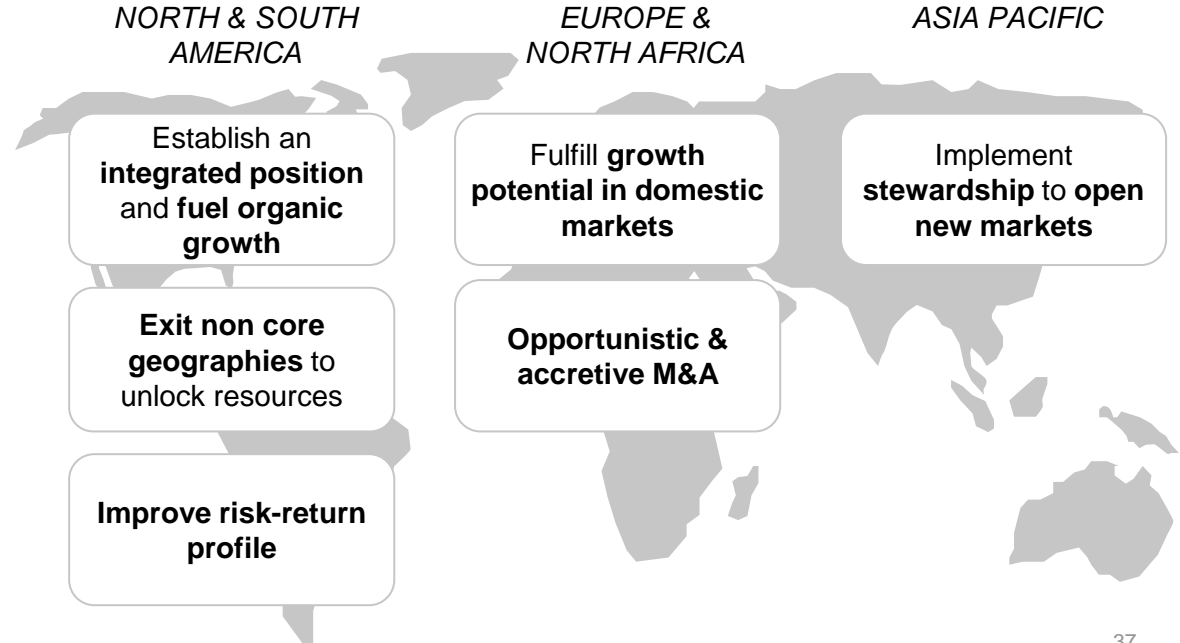 NORTH & SOUTH
AMERICA
Establish an
integrated position
and fuel organic
growth
Exit non core
geographies to
unlock resources
Improve risk-return
profile
EUROPE &
NORTH AFRICA
Fulfill growth
potential in domestic
markets
Opportunistic &
accretive M&A
ASIA PACIFIC
Implement
stewardship to open
new markets
37